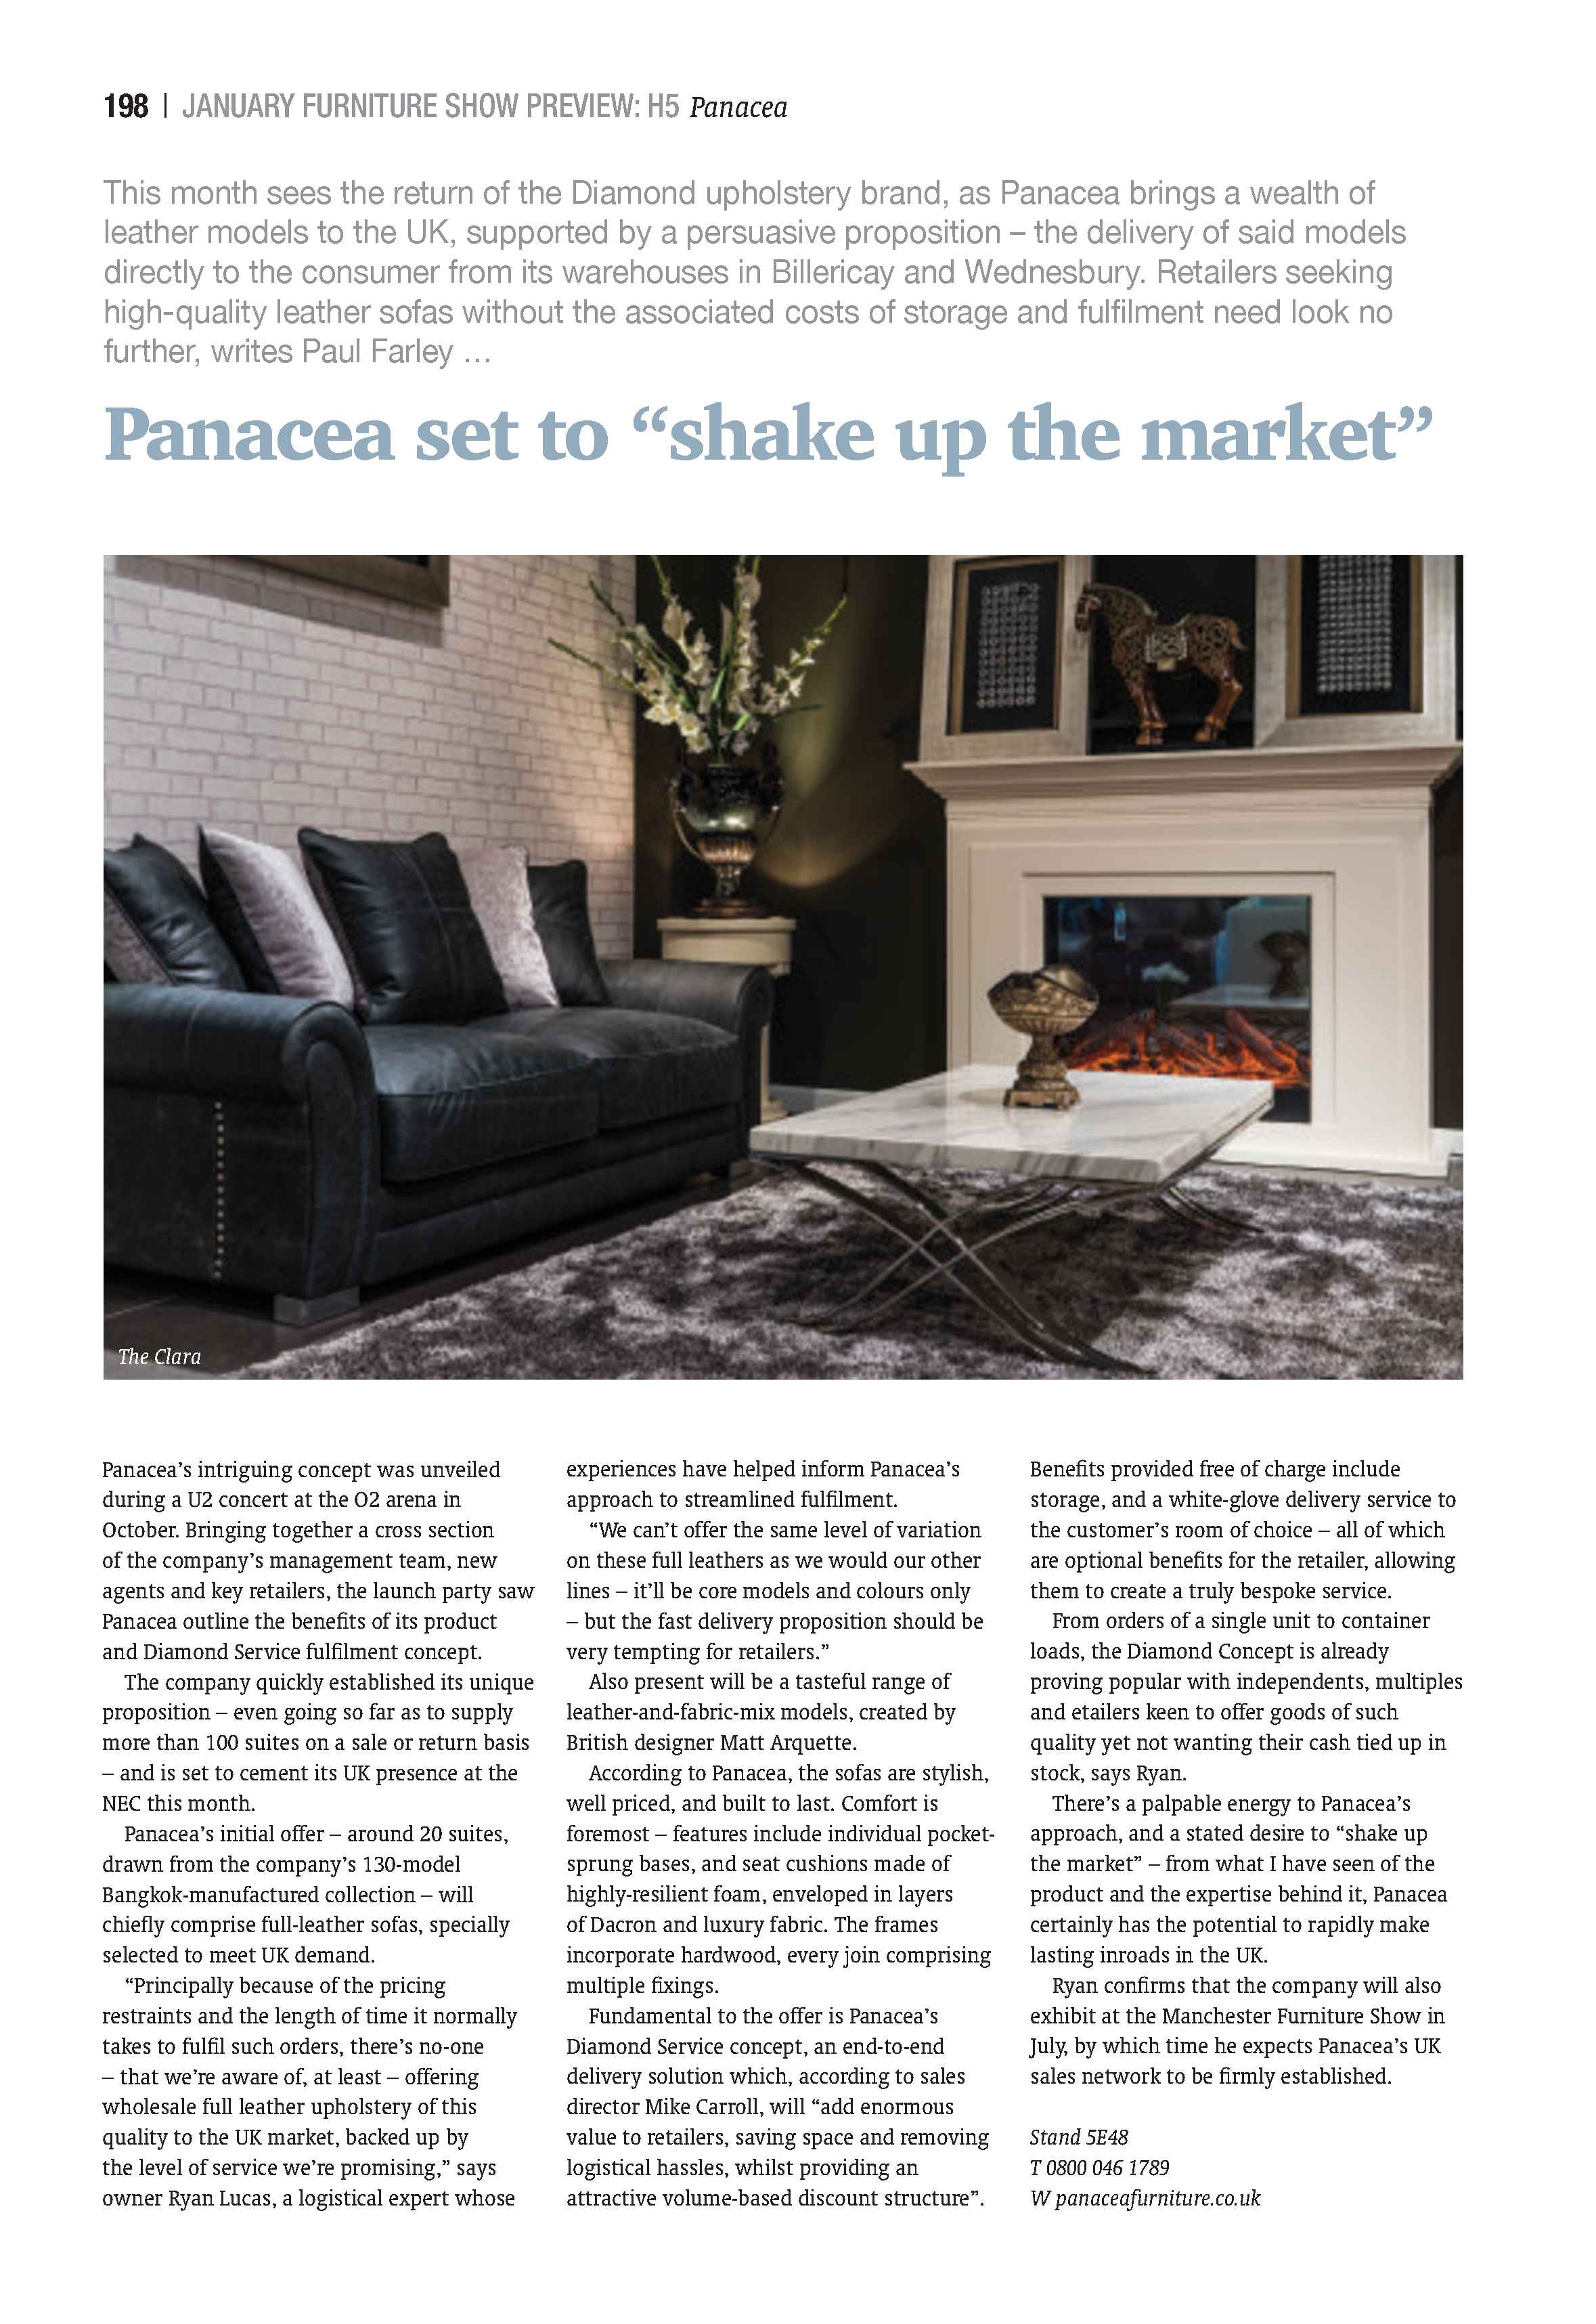 198 | JANUARY FURNITURE SHOW PREVIEW: H5 Panacea
This month sees the return of the Diamond upholstery brand, as Panacea brings a wealth of
leather models to the UK, supported by a persuasive proposition – the delivery of said models
directly to the consumer from its warehouses in Billericay and Wednesbury. Retailers seeking
high-quality leather sofas without the associated costs of storage and fulfilment need look no
further, writes Paul Farley …
Panacea set to “shake up the market”
The Clara
Panacea’s intriguing concept was unveiled
during a U2 concert at the O2 arena in
October. Bringing together a cross section
of the company’s management team, new
agents and key retailers, the launch party saw
Panacea outline the benefits of its product
and Diamond Service fulfilment concept.
The company quickly established its unique
proposition – even going so far as to supply
more than 100 suites on a sale or return basis
– and is set to cement its UK presence at the
NEC this month.
Panacea’s initial offer – around 20 suites,
drawn from the company’s 130-model
Bangkok-manufactured collection – will
chiefly comprise full-leather sofas, specially
selected to meet UK demand.
“Principally because of the pricing
restraints and the length of time it normally
takes to fulfil such orders, there’s no-one
– that we’re aware of, at least – offering
wholesale full leather upholstery of this
quality to the UK market, backed up by
the level of service we’re promising,” says
owner Ryan Lucas, a logistical expert whose
experiences have helped inform Panacea’s
approach to streamlined fulfilment.
“We can’t offer the same level of variation
on these full leathers as we would our other
lines – it’ll be core models and colours only
– but the fast delivery proposition should be
very tempting for retailers.”
Also present will be a tasteful range of
leather-and-fabric-mix models, created by
British designer Matt Arquette.
According to Panacea, the sofas are stylish,
well priced, and built to last. Comfort is
foremost – features include individual pocket-
sprung bases, and seat cushions made of
highly-resilient foam, enveloped in layers
of Dacron and luxury fabric. The frames
incorporate hardwood, every join comprising
multiple fixings.
Fundamental to the offer is Panacea’s
Diamond Service concept, an end-to-end
delivery solution which, according to sales
director Mike Carroll, will “add enormous
value to retailers, saving space and removing
logistical hassles, whilst providing an
attractive volume-based discount structure”.
Benefits provided free of charge include
storage, and a white-glove delivery service to
the customer’s room of choice – all of which
are optional benefits for the retailer, allowing
them to create a truly bespoke service.
From orders of a single unit to container
loads, the Diamond Concept is already
proving popular with independents, multiples
and etailers keen to offer goods of such
quality yet not wanting their cash tied up in
stock, says Ryan.
There’s a palpable energy to Panacea’s
approach, and a stated desire to “shake up
the market” – from what I have seen of the
product and the expertise behind it, Panacea
certainly has the potential to rapidly make
lasting inroads in the UK.
Ryan confirms that the company will also
exhibit at the Manchester Furniture Show in
July, by which time he expects Panacea’s UK
sales network to be firmly established.
Stand 5E48
T 0800 046 1789
W panaceafurniture.co.uk